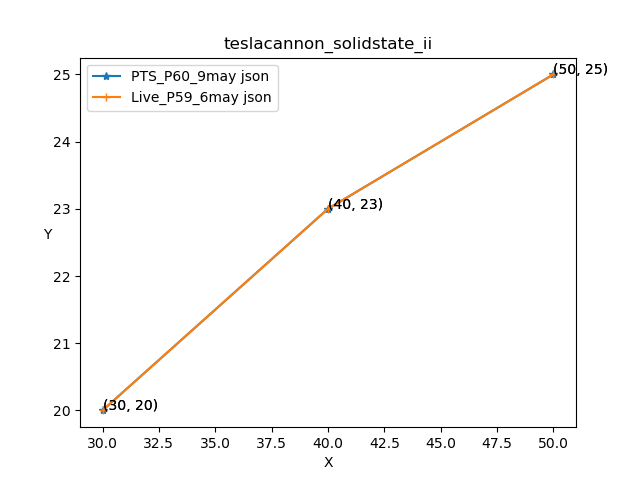 teslacannon_solidstate_ii
PTS_P60_9may json
Live_P59_6may json
25
24
23
22
21
20
Y
(50, 25)
(40, 23)
(30, 20)
30.0 32.5 35.0 37.5 40.0 42.5 45.0 47.5 50.0
X